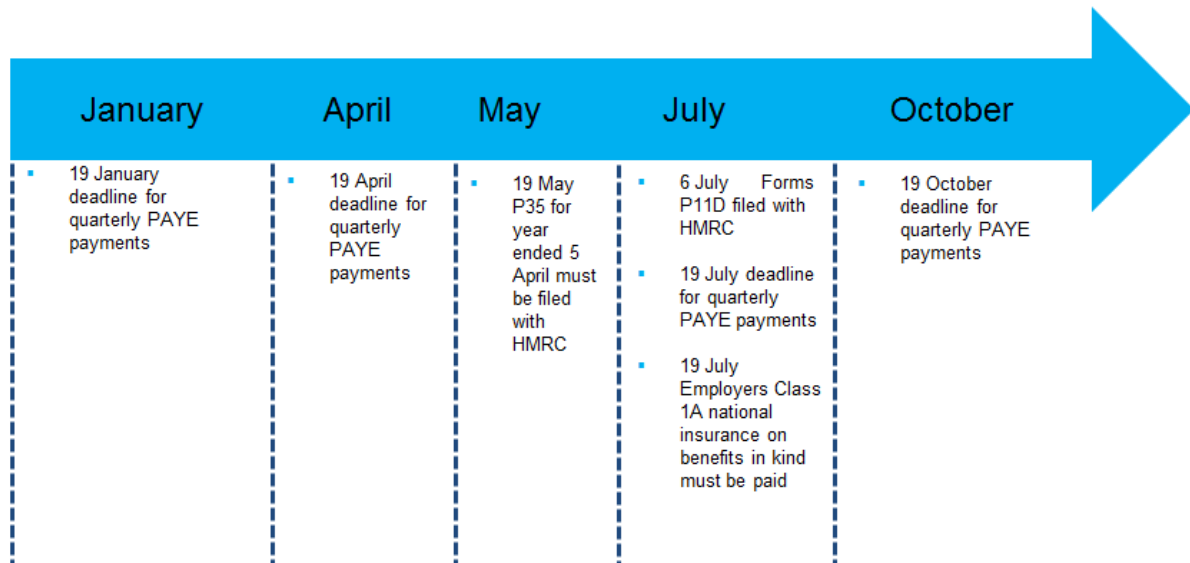 January
April
May
July
October
19 January
deadline for
quarterly PAYE
payments
19 April
deadline for
quarterly
PAYE
payments
19 May
P35 for
year
ended 5
April must
be filed
with
HMRC
6 July Forms
P11D filed with
HMRC
19 July deadline
for quarterly
PAYE payments
19 July
Employers Class
1A national
insurance on
benefits in kind
must be paid
19 October
deadline for
quarterly PAYE
payments